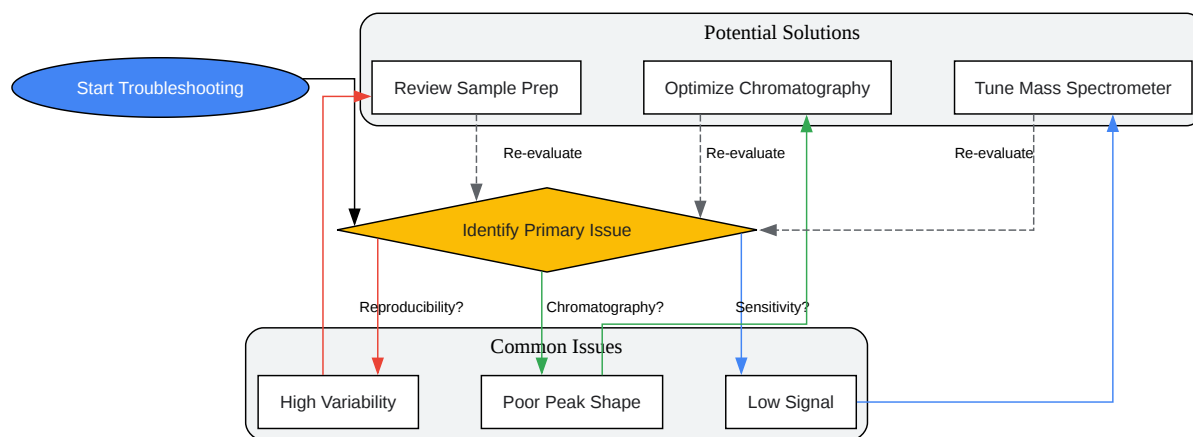 Potential Solutions
Start Troubleshooting
Review Sample Prep
Optimize Chromatography
Tune Mass Spectrometer
Re-evaluate
Re-evaluate
Re-evaluate
Identify Primary Issue
Reproducibility?
Chromatography?
Sensitivity?
Common Issues
High Variability
Poor Peak Shape
Low Signal